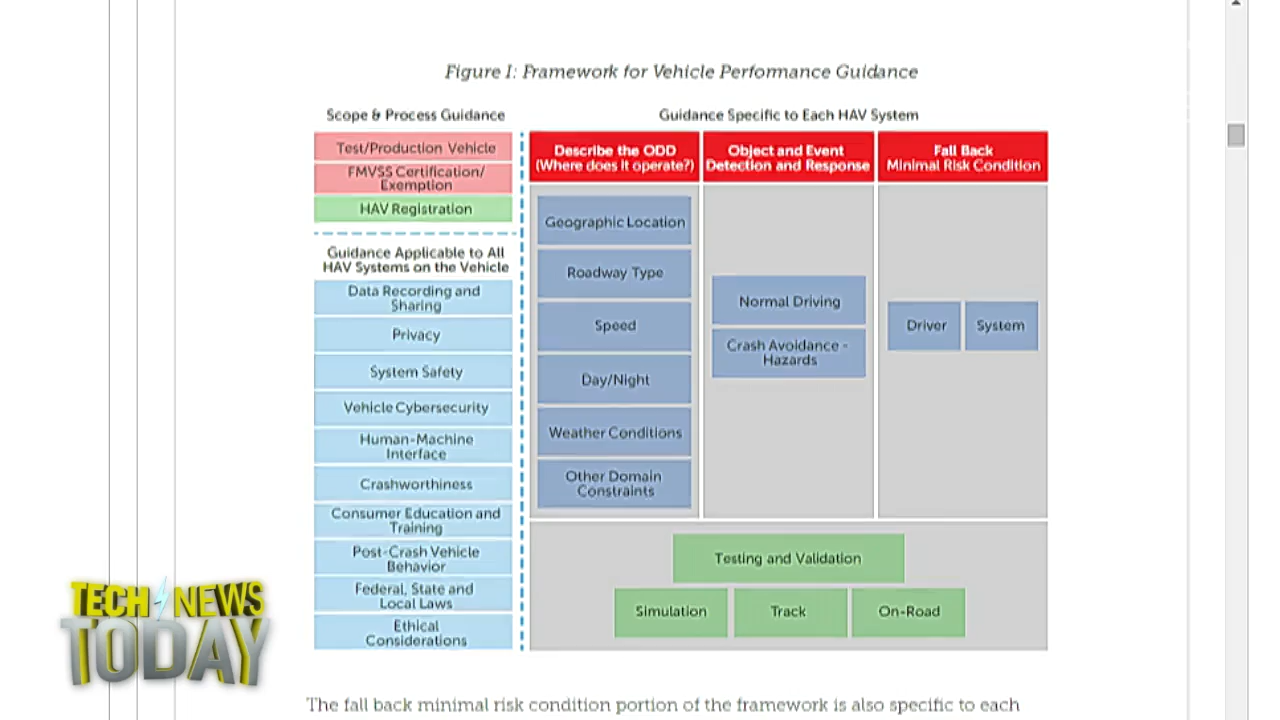 Figure I: Framework for Vehicle Performance Guidance
Scope & Process Guidance
Test/Production Vehicle
FMVSS Certification/
Exemption
HAV Registration
Guidance Applicable to All
HAV Systems on the Vehicle
Data Recording and
Sharing
Privacy
System Safety
Vehicle Cybersecurity
Human-Machine
Interface
Crashworthiness
Consumer Education and
Training
Post-Crash Vehicle
Behavior
Federal, State and
Local Laws
Ethical
Considerations
Guidance Specific to Each HAV System
Describe the ODD
(Where does it operate?)
Geographic Location
Roadway Type
Speed
Day/Night
Weather Conditions
Other Domain
Constraints
Object and Event
Detection and Response
Normal Driving
Crash Avoidance -
Hazards
Fall Back
Minimal Risk Condition
Driver
System
Testing and Validation
Simulation
Track
On-Road
TECH NEWS
TODAY
The fall back minimal risk condition portion of the framework is also specific to each